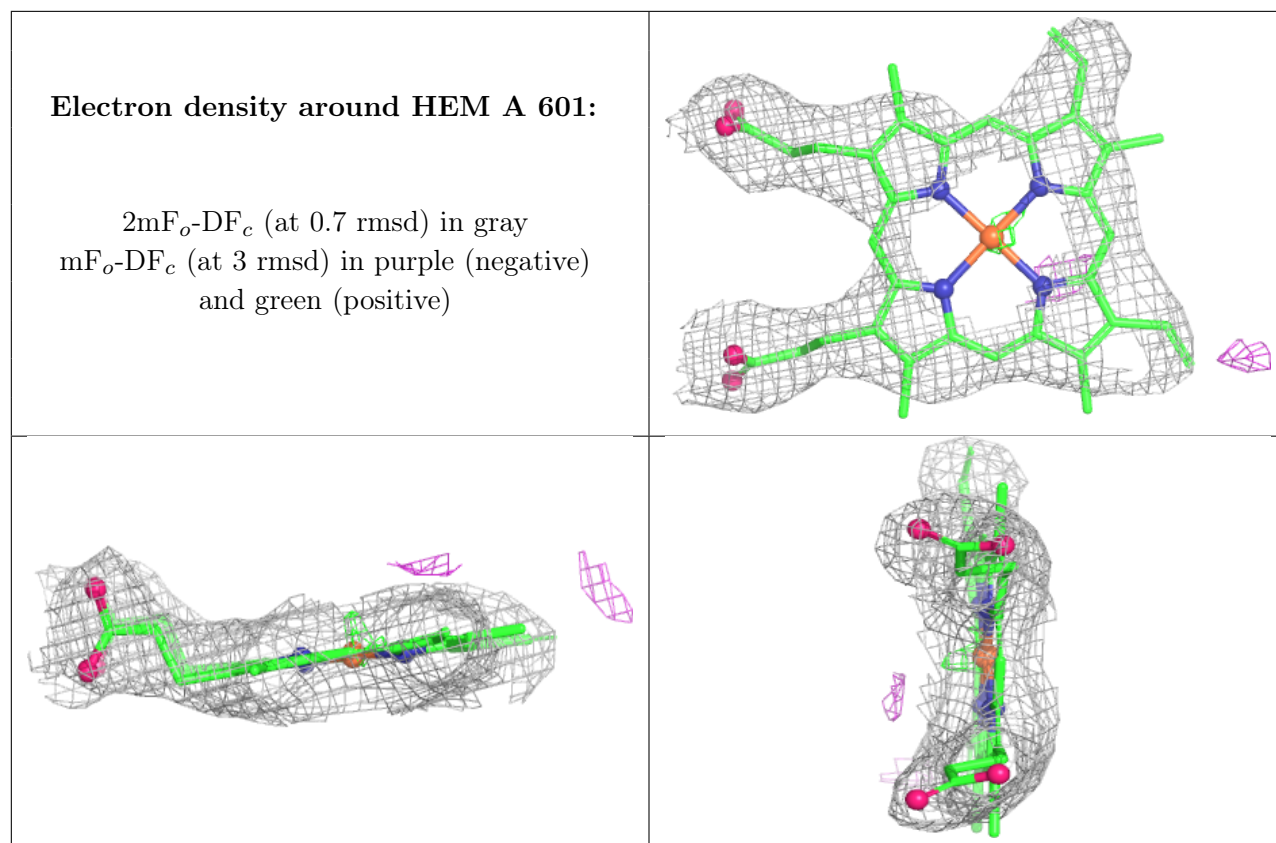 Electron density around HEM A 601:
2mFₒ-DF𝒸 (at 0.7 rmsd) in gray
mFₒ-DF𝒸 (at 3 rmsd) in purple (negative)
and green (positive)